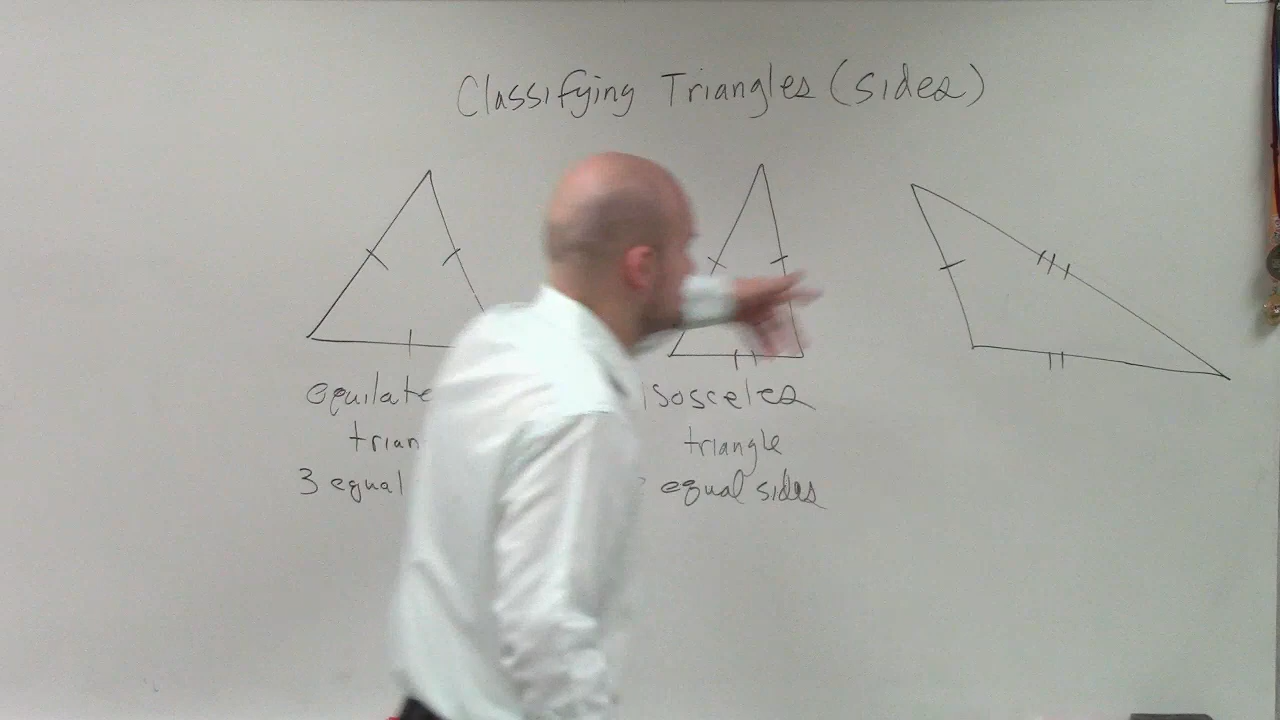 Classifying Triangles (sides)
equilate
trian
3 equal
isosceles
triangle
equal sides